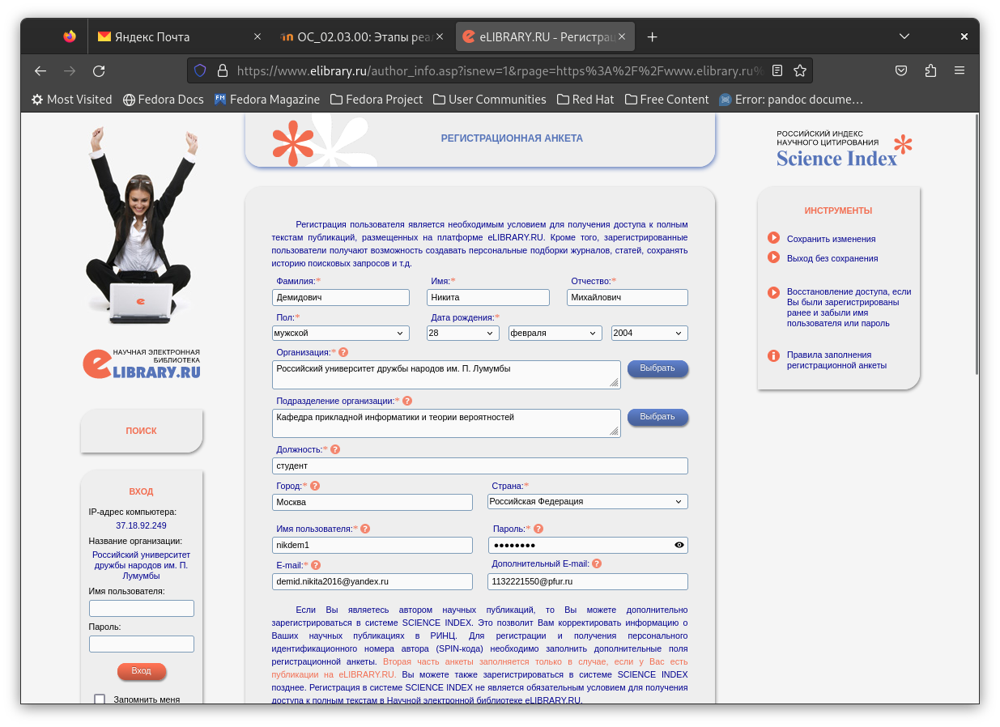 Яндекс Почта
ОС_02.03.00: Этапы реа
eLIBRARY.RU - Регистрац
https://www.elibrary.ru/author_info.asp?isnew=1&rpage=https%3A%2F%2Fwww.elibrary.ru%
Most Visited
Fedora Docs
Fedora Magazine
Fedora Project
User Communities
Red Hat
Free Content
Error: pandoc docume…
НАУЧНАЯ ЭЛЕКТРОННАЯ
БИБЛИОТЕКА
eLIBRARY.RU
ПОИСК
ВХОД
IP-адрес компьютера:
37.18.92.249
Название организации:
Российский университет
дружбы народов им. П.
Лумумбы
Имя пользователя:
Пароль:
Вход
Запомнить меня
РЕГИСТРАЦИОННАЯ АНКЕТА
Регистрация пользователя является необходимым условием для получения доступа к полным
текстам публикаций, размещенных на платформе eLIBRARY.RU. Кроме того, зарегистрированные
пользователи получают возможность создавать персональные подборки журналов, статей, сохранять
историю поисковых запросов и т.д.
Фамилия:* Имя:* Отчество:*
Демидович Никита Михайлович
Пол:* Дата рождения:*
мужской 28 февраля 2004
Организация:* ?
Российский университет дружбы народов им. П. Лумумбы
Выбрать
Подразделение организации:* ?
Кафедра прикладной информатики и теории вероятностей
Выбрать
Должность:* ?
студент
Город:* ? Страна:*
Москва Российская Федерация
Имя пользователя:* ? Пароль:* ?
nikdem1 ●●●●●●●●
E-mail:* ? Дополнительный E-mail: ?
demid.nikita2016@yandex.ru 1132221550@pfur.ru
Если Вы являетесь автором научных публикаций, то Вы можете дополнительно
зарегистрироваться в системе SCIENCE INDEX. Это позволит Вам корректировать информацию о
Ваших научных публикациях в РИНЦ. Для регистрации и получения персонального
идентификационного номера автора (SPIN-кода) необходимо заполнить дополнительные поля
регистрационной анкеты. Вторая часть анкеты заполняется только в случае, если у Вас есть
публикации на eLIBRARY.RU. Вы можете также зарегистрироваться в системе SCIENCE INDEX
позднее. Регистрация в системе SCIENCE INDEX не является обязательным условием для получения
доступа к полным текстам в Научной электронной библиотеке eLIBRARY.RU.
РОССИЙСКИЙ ИНДЕКС
НАУЧНОГО ЦИТИРОВАНИЯ
Science Index
ИНСТРУМЕНТЫ
Сохранить изменения
Выход без сохранения
Восстановление доступа, если
Вы были зарегистрированы
ранее и забыли имя
пользователя или пароль
Правила заполнения
регистрационной анкеты